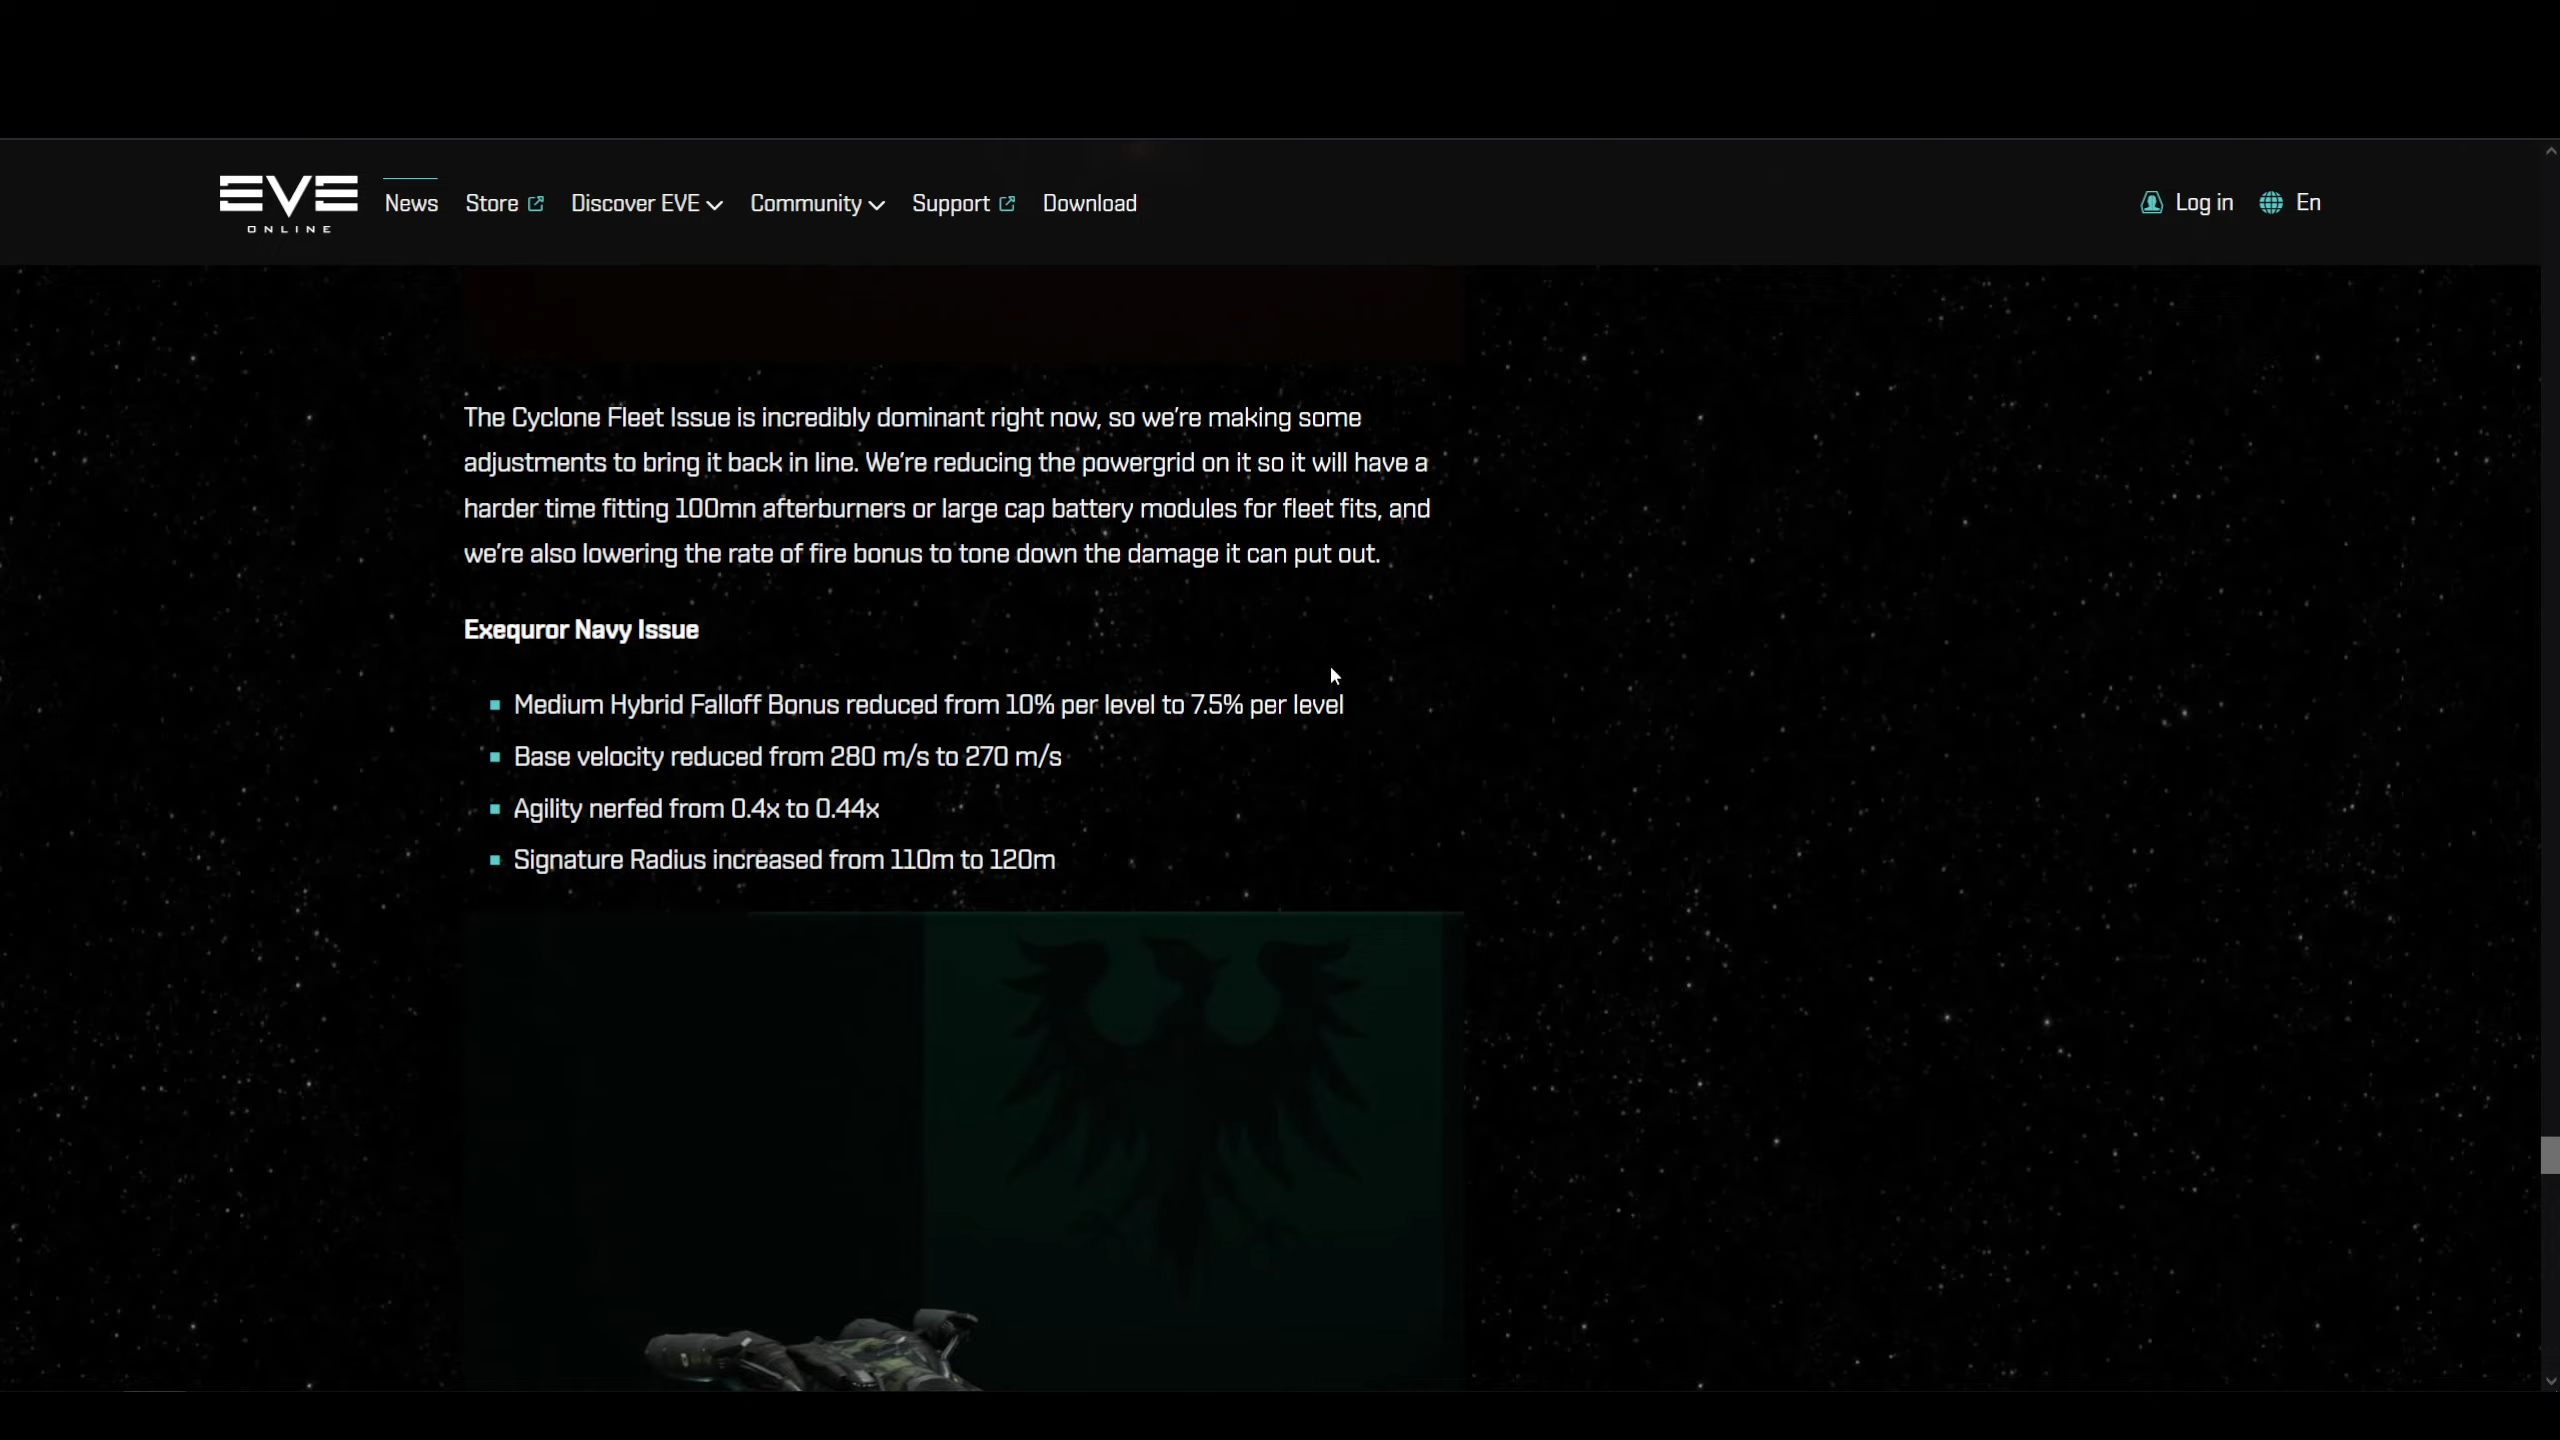 EVE
ONLINE
News Store Discover EVE Community Support Download
Log in En
The Cyclone Fleet Issue is incredibly dominant right now, so we're making some
adjustments to bring it back in line. We're reducing the powergrid on it so it will have a
harder time fitting 100mn afterburners or large cap battery modules for fleet fits, and
we're also lowering the rate of fire bonus to tone down the damage it can put out.
Exequror Navy Issue
Medium Hybrid Falloff Bonus reduced from 10% per level to 7.5% per level
Base velocity reduced from 280 m/s to 270 m/s
Agility nerfed from 0.4x to 0.44x
Signature Radius increased from 110m to 120m